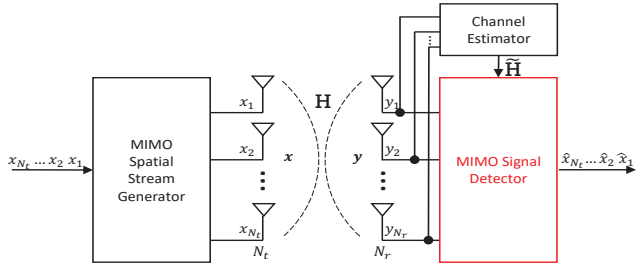 Channel
Estimator
H̃
H
x_1
y_1
MIMO
Spatial
Stream
Generator
x_{N_t} … x_2 x_1
x_2
x
y
y_2
MIMO Signal
Detector
x̂_{N_t} … x̂_2 x̂_1
x_{N_t}
y_{N_r}
N_t
N_r